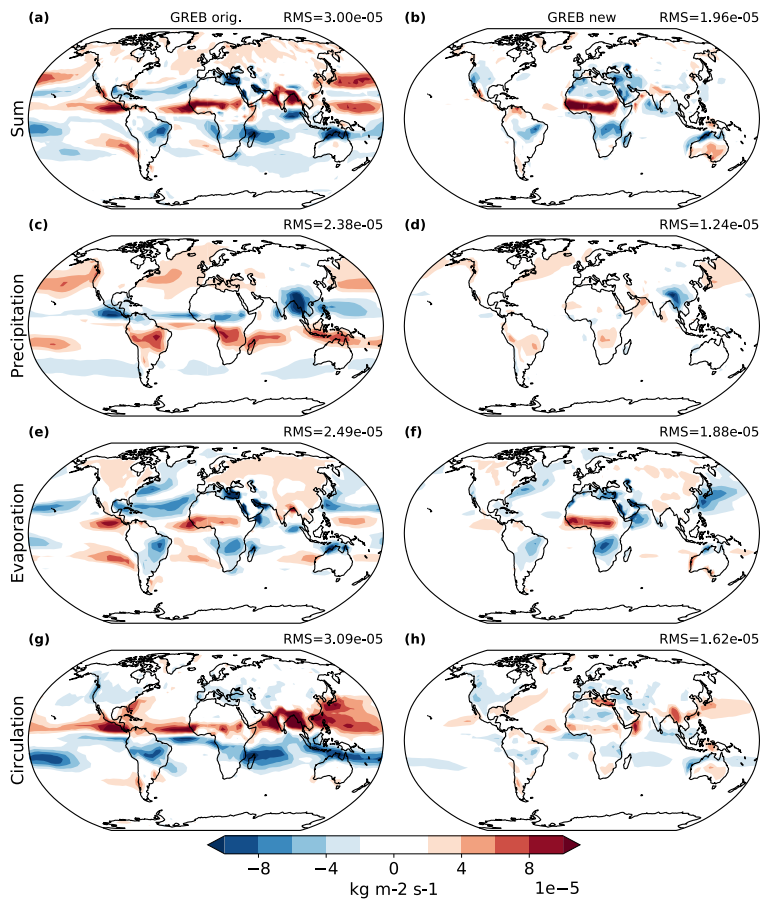 (a) GREB orig. RMS=3.00e-05
(b) GREB new RMS=1.96e-05
Sum
(c) RMS=2.38e-05
(d) RMS=1.24e-05
Precipitation
(e) RMS=2.49e-05
(f) RMS=1.88e-05
Evaporation
(g) RMS=3.09e-05
(h) RMS=1.62e-05
Circulation
−8 −4 0 4 8
kg m-2 s-1 1e−5